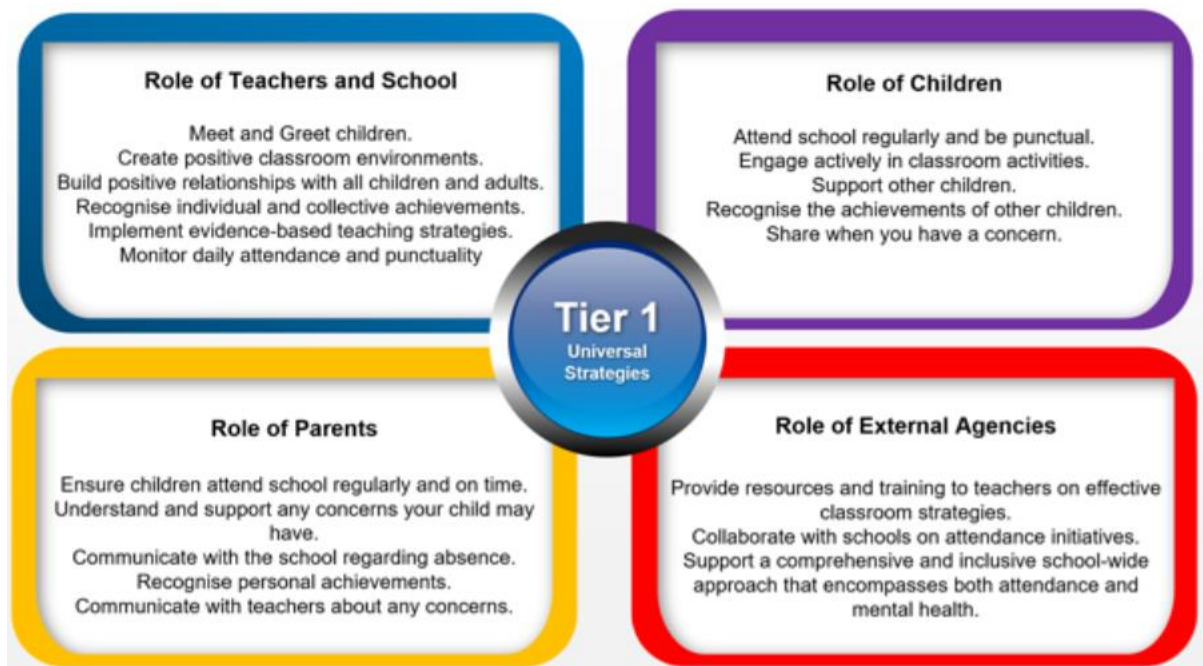 Role of Teachers and School
Meet and Greet children.
Create positive classroom environments.
Build positive relationships with all children and adults.
Recognise individual and collective achievements.
Implement evidence-based teaching strategies.
Monitor daily attendance and punctuality
Role of Children
Attend school regularly and be punctual.
Engage actively in classroom activities.
Support other children.
Recognise the achievements of other children.
Share when you have a concern.
Tier 1
Universal
Strategies
Role of Parents
Ensure children attend school regularly and on time.
Understand and support any concerns your child may
have.
Communicate with the school regarding absence.
Recognise personal achievements.
Communicate with teachers about any concerns.
Role of External Agencies
Provide resources and training to teachers on effective
classroom strategies.
Collaborate with schools on attendance initiatives.
Support a comprehensive and inclusive school-wide
approach that encompasses both attendance and
mental health.